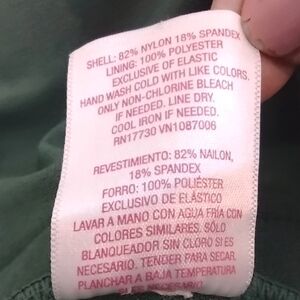 SHELL: 82% NYLON 18% SPANDEX
LINING: 100% POLYESTER
EXCLUSIVE OF ELASTIC
HAND WASH COLD WITH LIKE COLORS.
ONLY NON-CHLORINE BLEACH
IF NEEDED. LINE DRY.
COOL IRON IF NEEDED.
RN17730 VN1087006
REVESTIMIENTO: 82% NAILON,
18% SPANDEX
FORRO: 100% POLIÉSTER
EXCLUSIVO DE ELÁSTICO
LAVAR A MANO CON AGUA FRÍA CON
COLORES SIMILARES. SÓLO
BLANQUEADOR SIN CLORO SI ES
NECESARIO. TENDER PARA SECAR.
PLANCHAR A BAJA TEMPERATURA